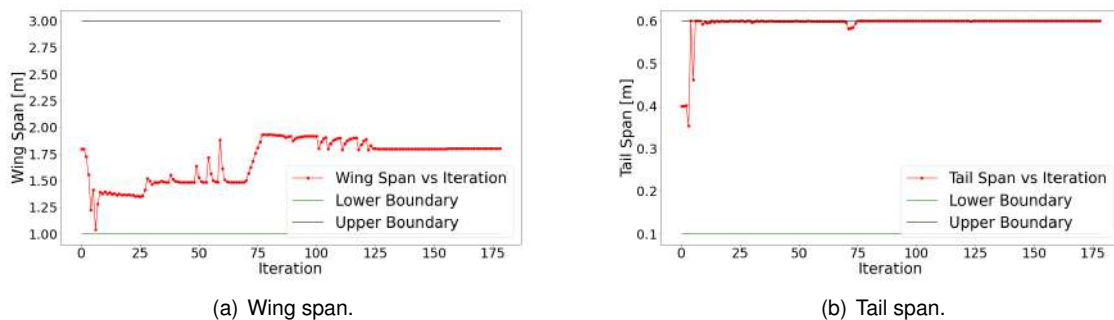 3.00
2.75
2.50
2.25
2.00
1.75
1.50
1.25
1.00
Wing Span [m]
0 25 50 75 100 125 150 175
Iteration
Wing Span vs Iteration
Lower Boundary
Upper Boundary
(a) Wing span.
0.6
0.5
0.4
0.3
0.2
0.1
Tail Span [m]
0 25 50 75 100 125 150 175
Iteration
Tail Span vs Iteration
Lower Boundary
Upper Boundary
(b) Tail span.